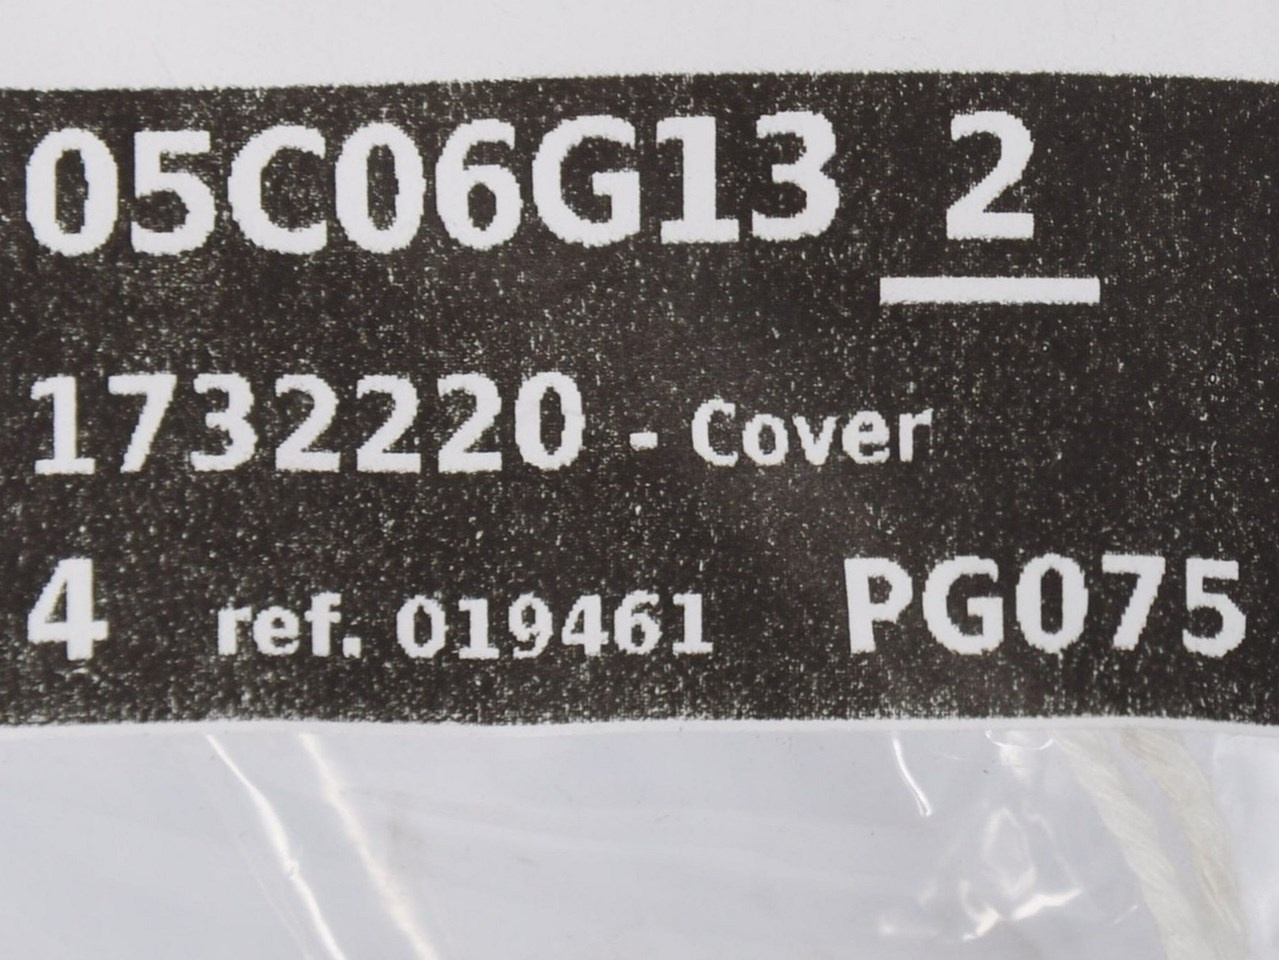 05C06G13 2
1732220 - Cover
4 ref. 019461 PG075